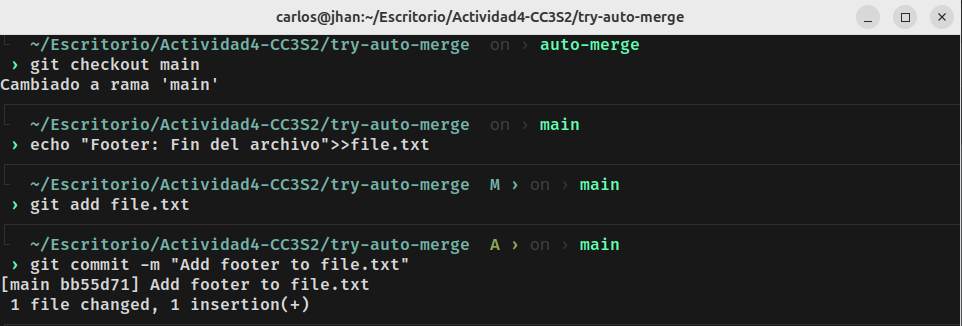 carlos@jhan:~/Escritorio/Actividad4-CC3S2/try-auto-merge
~/Escritorio/Actividad4-CC3S2/try-auto-merge on › auto-merge
› git checkout main
Cambiado a rama 'main'
~/Escritorio/Actividad4-CC3S2/try-auto-merge on › main
› echo "Footer: Fin del archivo">>file.txt
~/Escritorio/Actividad4-CC3S2/try-auto-merge M › on › main
› git add file.txt
~/Escritorio/Actividad4-CC3S2/try-auto-merge A › on › main
› git commit -m "Add footer to file.txt"
[main bb55d71] Add footer to file.txt
1 file changed, 1 insertion(+)